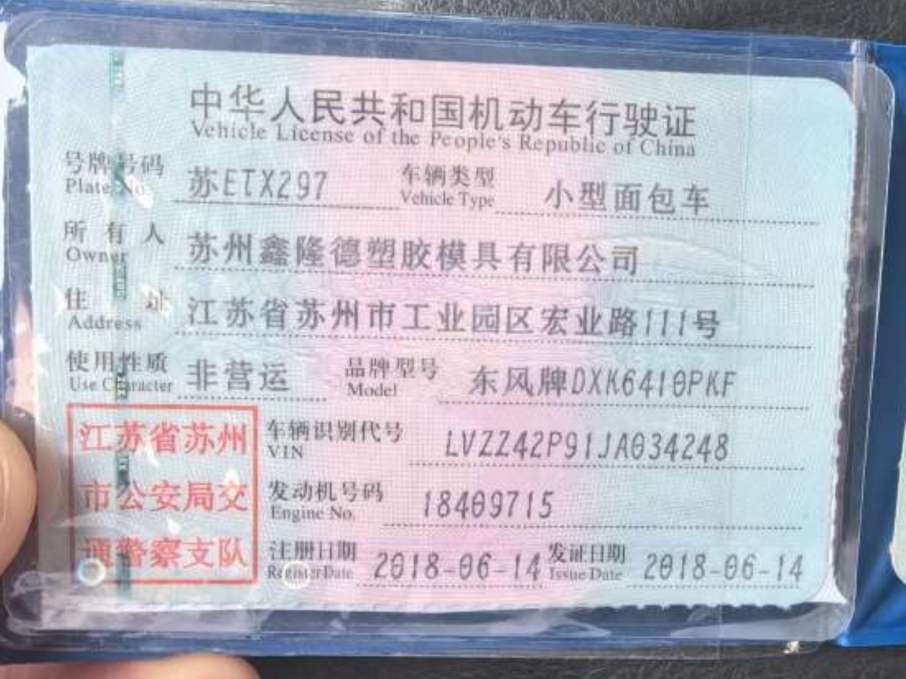 中华人民共和国机动车行驶证
Vehicle License of the People's Republic of China
号牌号码 苏ETX297 车辆类型 小型面包车
Plate No. Vehicle Type
所有人 苏州鑫隆德塑胶模具有限公司
Owner
住址 江苏省苏州市工业园区宏业路111号
Address
使用性质 非营运 品牌型号 东风牌DXK6410PKF
Use Character Model
江苏省苏州
市公安局交
通警察支队
车辆识别代号 LVZZ42P91JA034248
VIN
发动机号码 18409715
Engine No.
注册日期 2018-06-14 发证日期 2018-06-14
Register Date Issue Date